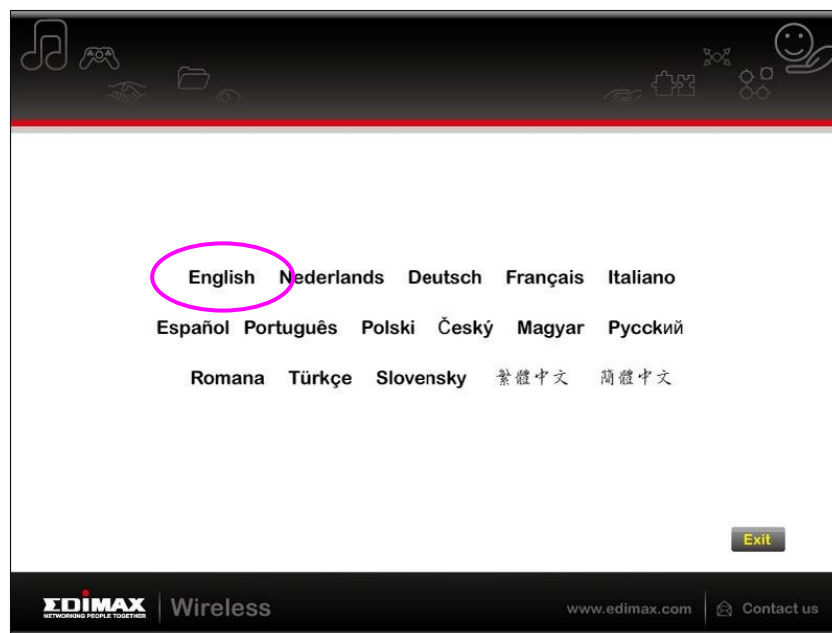 English Nederlands Deutsch Français Italiano
Español Português Polski Český Magyar Русский
Romana Türkçe Slovensky 繁體中文 簡體中文
Exit
EDIMAX
NETWORKING PEOPLE TOGETHER
Wireless
www.edimax.com
Contact us